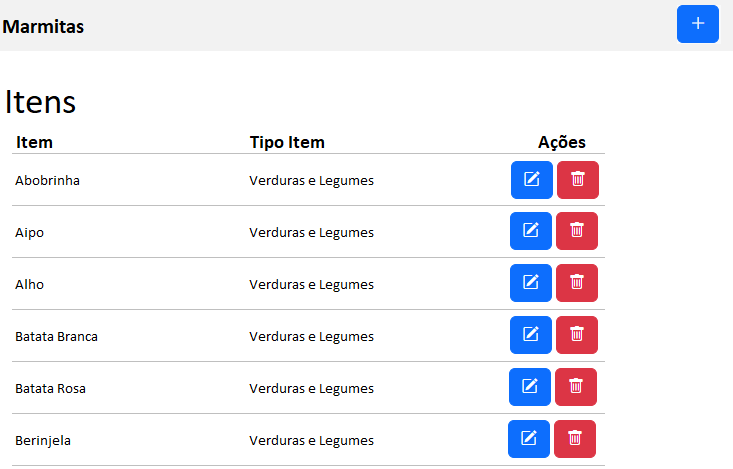 Marmitas
Itens
Item Tipo Item Ações
Abobrinha Verduras e Legumes
Aipo Verduras e Legumes
Alho Verduras e Legumes
Batata Branca Verduras e Legumes
Batata Rosa Verduras e Legumes
Berinjela Verduras e Legumes